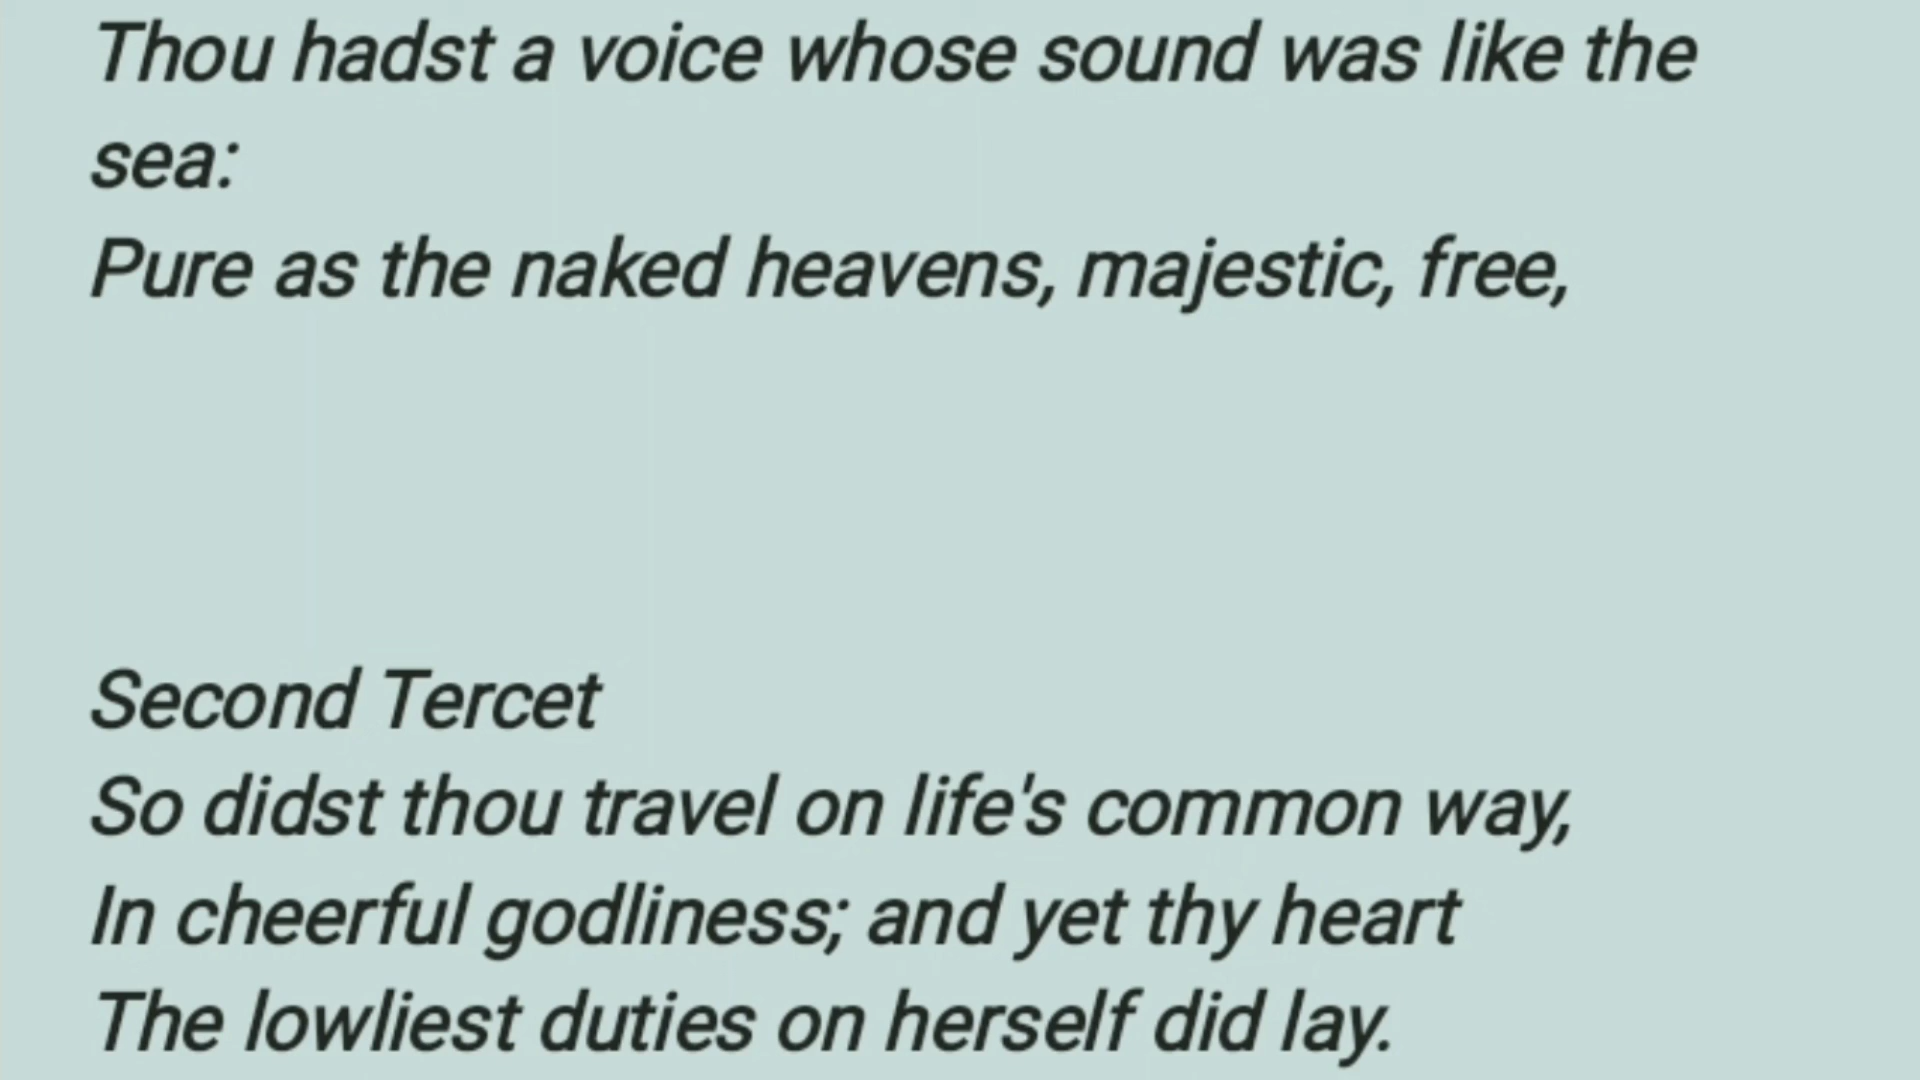 Thou hadst a voice whose sound was like the
sea:
Pure as the naked heavens, majestic, free,
Second Tercet
So didst thou travel on life's common way,
In cheerful godliness; and yet thy heart
The lowliest duties on herself did lay.